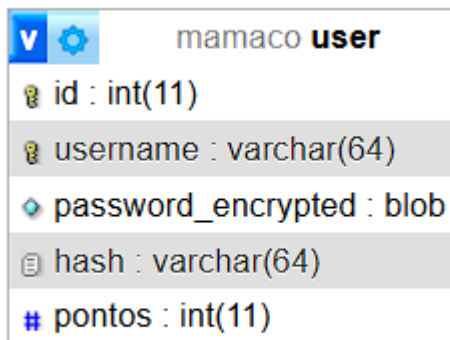 v mamaco user
id : int(11)
username : varchar(64)
password_encrypted : blob
hash : varchar(64)
# pontos : int(11)